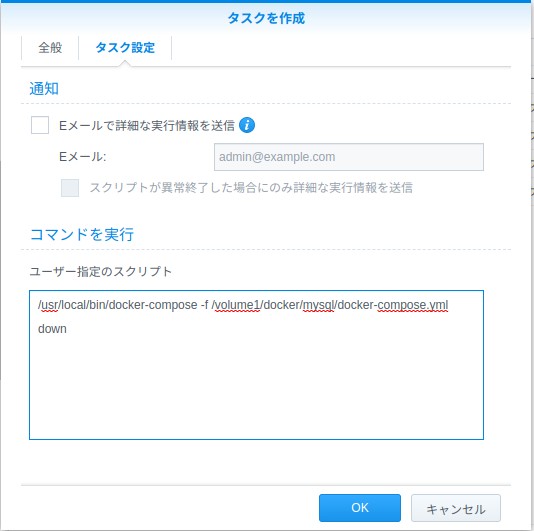 タスクを作成
全般 タスク設定
通知
Eメールで詳細な実行情報を送信 i
Eメール: admin@example.com
スクリプトが異常終了した場合にのみ詳細な実行情報を送信
コマンドを実行
ユーザー指定のスクリプト
/usr/local/bin/docker-compose -f /volume1/docker/mysql/docker-compose.yml
down
OK キャンセル